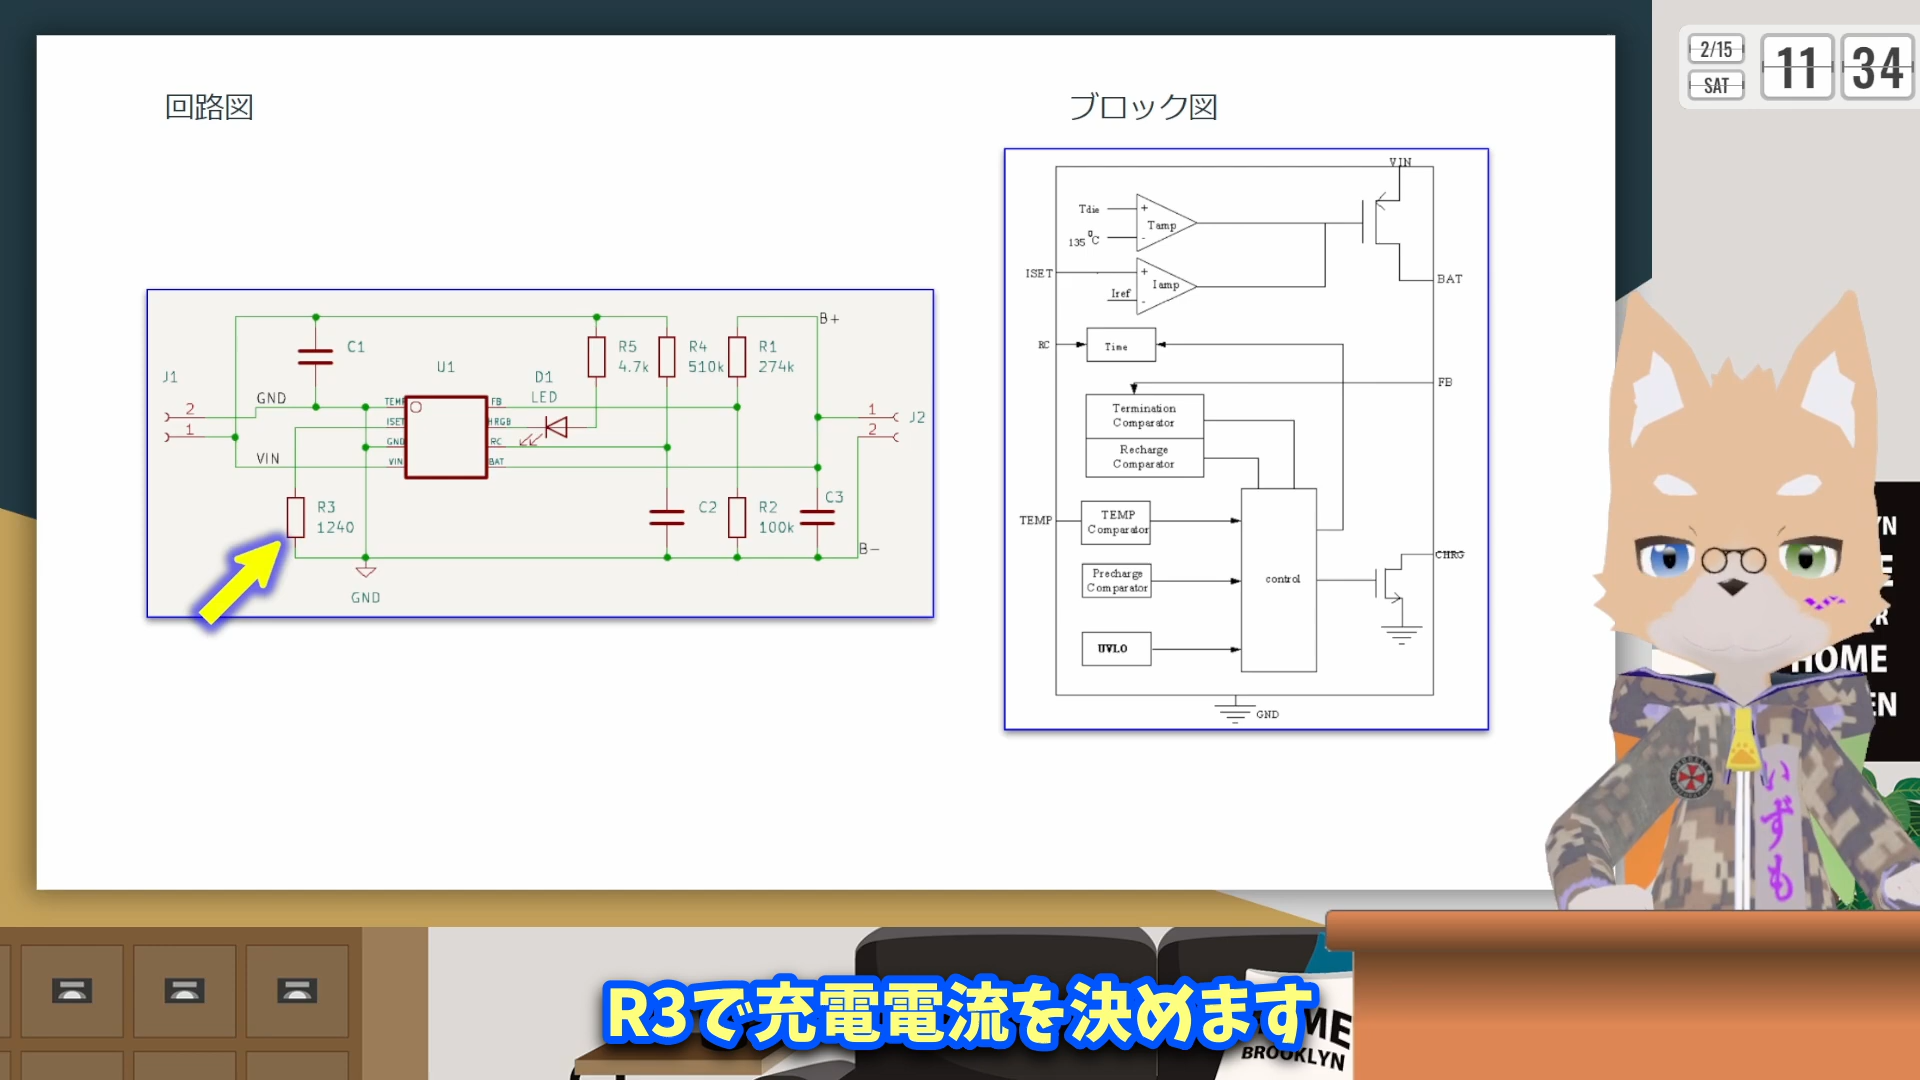 回路図
ブロック図
2/15
SAT
11 34
J1
2
1
GND
VIN
C1
U1
TEMP
ISET
GND
VIN
FB
RC
BAT
D1
LED
R5
4.7k
R4
510k
R1
274k
B+
1
2
J2
R3
1240
C2
R2
100k
C3
B-
GND
VIN
Tdie
135℃
+
-
Tamp
ISET
Iref
+
-
Iamp
BAT
RC
Time
FB
Termination
Comparator
Recharge
Comparator
TEMP
TEMP
Comparator
Precharge
Comparator
control
UVLO
CHRG
GND
HOME
EN
いずも
R3で充電電流を決めます
ME
BROOKLYN